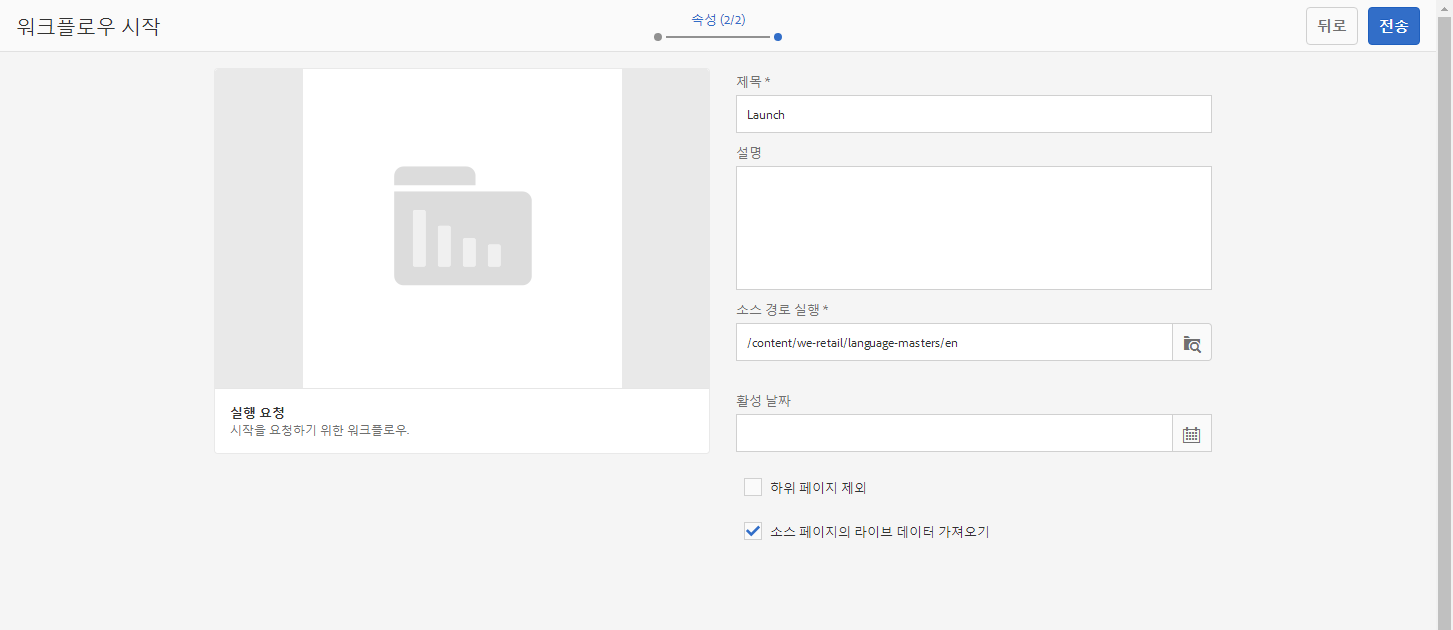 워크플로우 시작
속성 (2/2)
뒤로
전송
실행 요청
시작을 요청하기 위한 워크플로우.
제목 *
Launch
설명
소스 경로 실행 *
/content/we-retail/language-masters/en
활성 날짜
하위 페이지 제외
소스 페이지의 라이브 데이터 가져오기